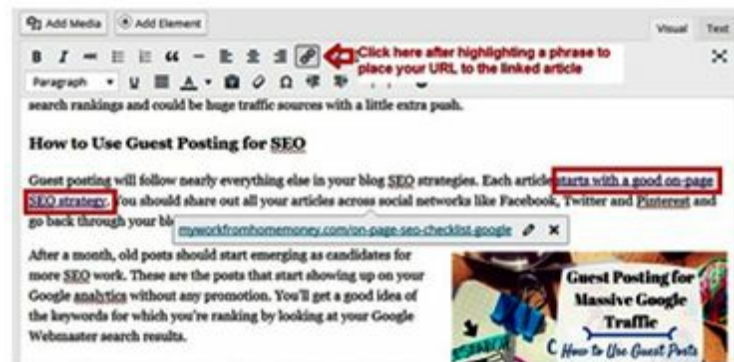 Add Media Add Element
Visual Text
B I
Click here after highlighting a phrase to
place your URL to the linked article
Paragraph U A Ω
search rankings and could be huge traffic sources with a little extra push.
How to Use Guest Posting for SEO
Guest posting will follow nearly everything else in your blog SEO strategies. Each article starts with a good on-page
SEO strategy. You should share out all your articles across social networks like Facebook, Twitter and Pinterest and
go back through your
myworkfromhomemoney.com/on-page-seo-checklist-google
After a month, old posts should start emerging as candidates for
more SEO work. These are the posts that start showing up on your
Google analytics without any promotion. You'll get a good idea of
the keywords for which you're ranking by looking at your Google
Webmaster search results.
Guest Posting for
Massive Google
Traffic
How to Use Guest Posts